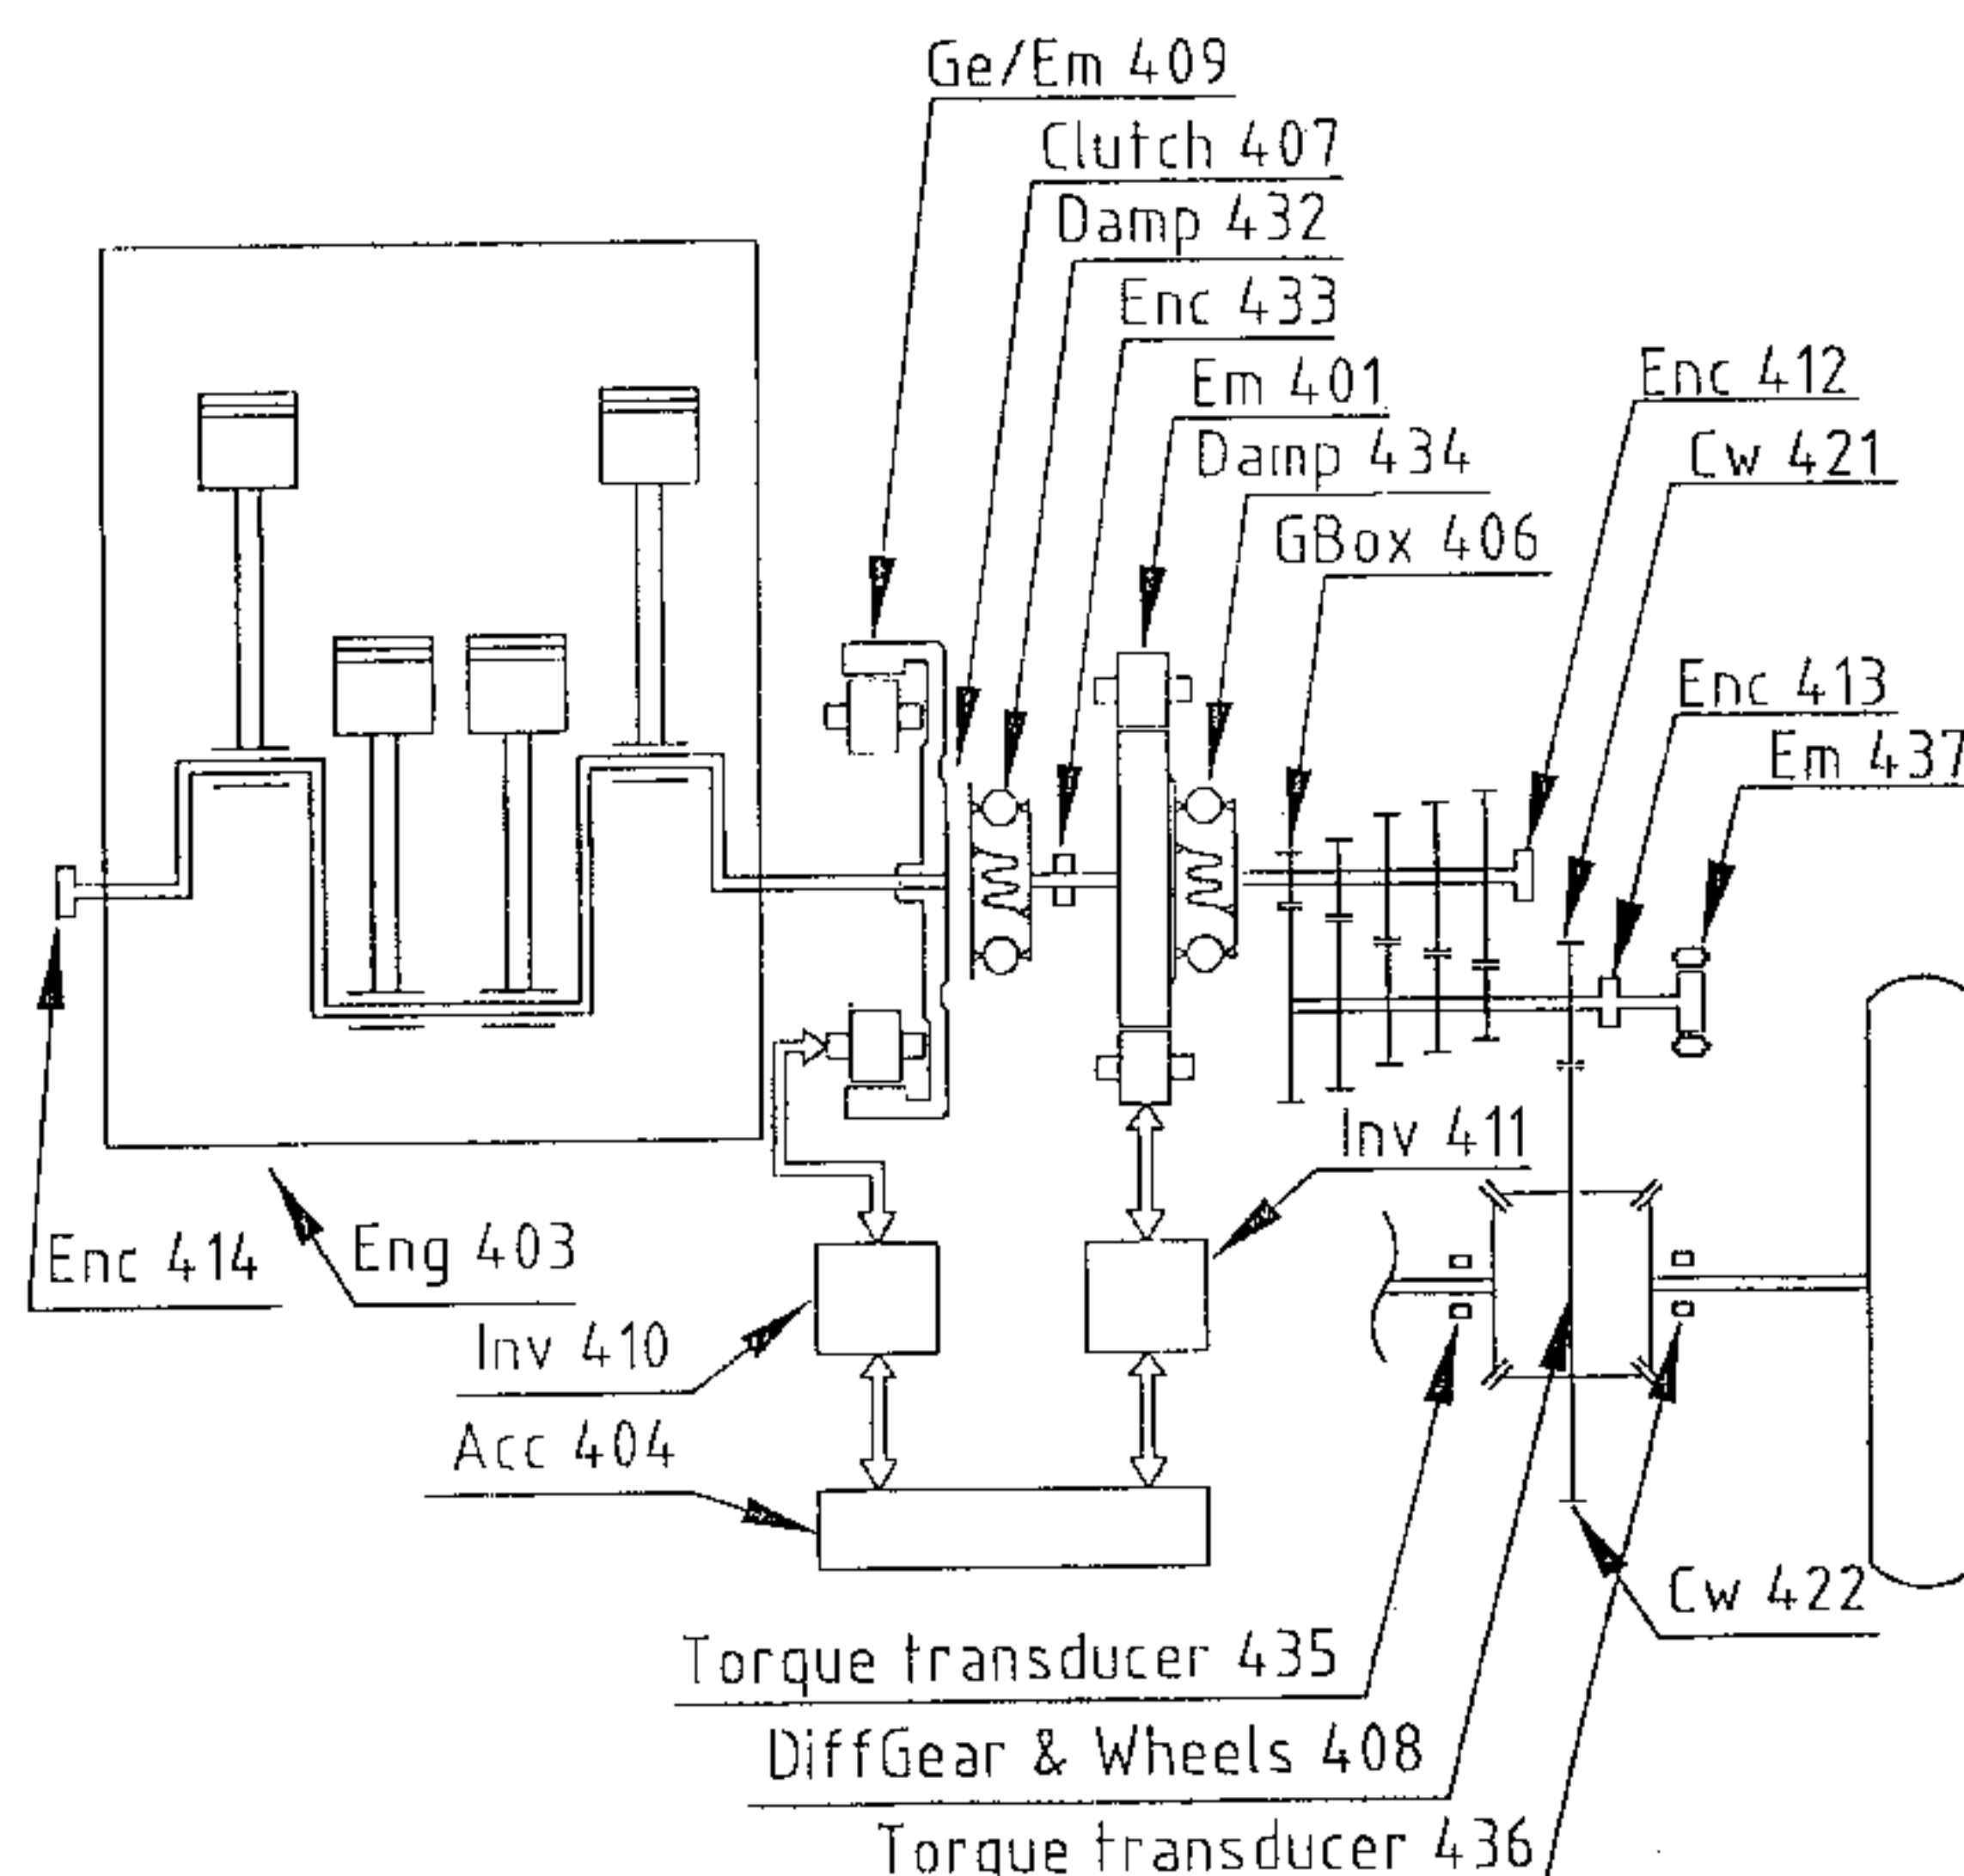 Ge/Em 409
Clutch 407
Damp 432
Enc 433
Em 401
Enc 412
Damp 434
Cw 421
GBox 406
Enc 413
Em 437
Inv 411
Enc 414
Eng 403
Inv 410
Acc 404
Cw 422
Torque transducer 435
DiffGear & Wheels 408
Torque transducer 436